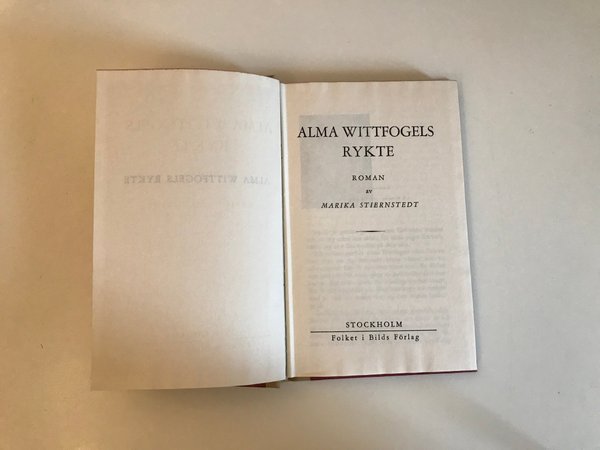 ALMA WITTFOGELS
RYKTE
ROMAN
av
MARIKA STIERNSTEDT
STOCKHOLM
Folket i Bilds Förlag